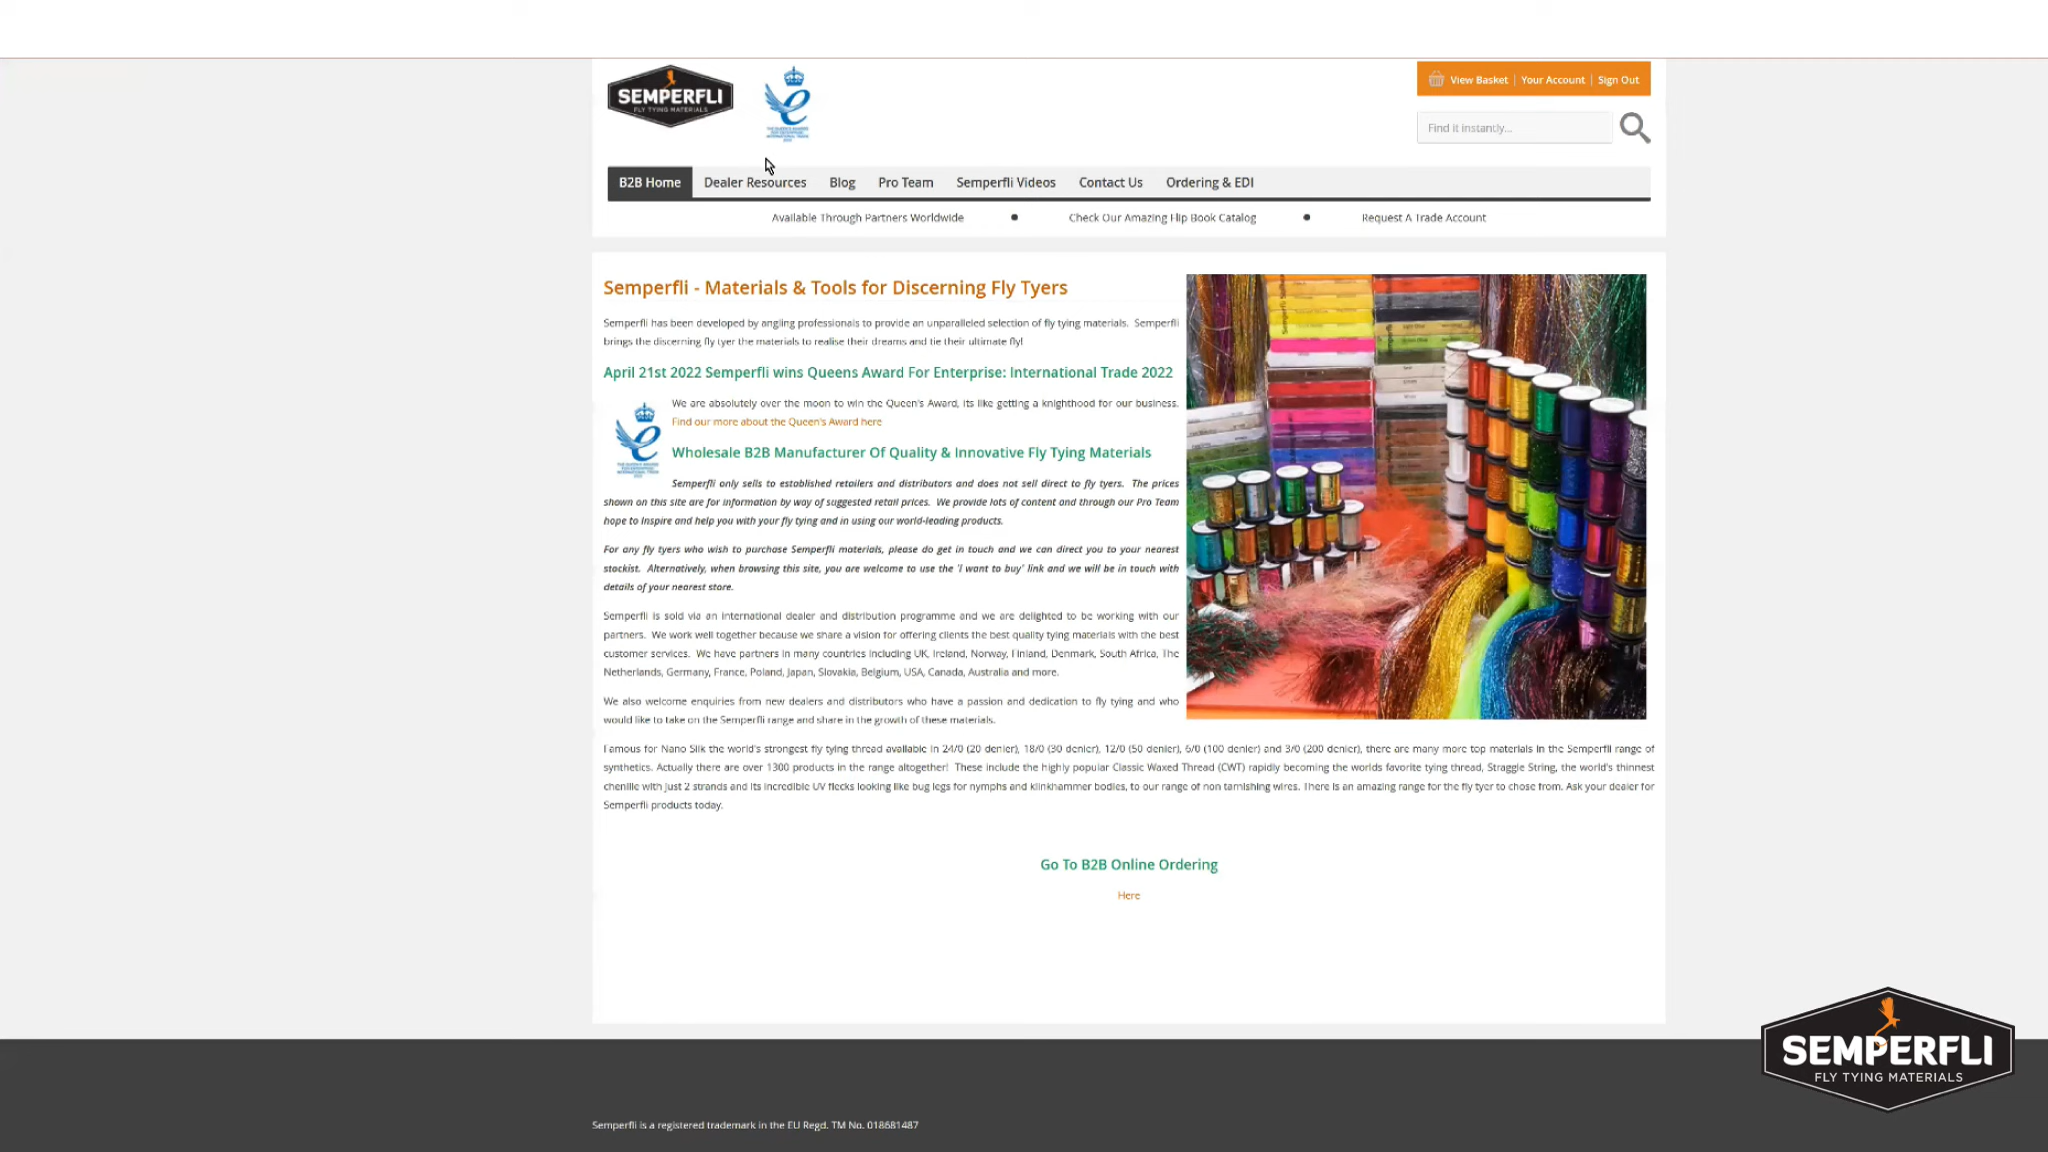 SEMPERFLI
FLY TYING MATERIALS
View Basket | Your Account | Sign Out
Find it instantly...
B2B Home Dealer Resources Blog Pro Team Semperfli Videos Contact Us Ordering & EDI
Available Through Partners Worldwide • Check Our Amazing Flip Book Catalog • Request A Trade Account
Semperfli - Materials & Tools for Discerning Fly Tyers
Semperfli has been developed by angling professionals to provide an unparalleled selection of fly tying materials. Semperfli
brings the discerning fly tyer the materials to realise their dreams and tie their ultimate fly!
April 21st 2022 Semperfli wins Queens Award For Enterprise: International Trade 2022
We are absolutely over the moon to win the Queen's Award, its like getting a knighthood for our business.
Find our more about the Queen's Award here
Wholesale B2B Manufacturer Of Quality & Innovative Fly Tying Materials
Semperfli only sells to established retailers and distributors and does not sell direct to fly tyers. The prices
shown on this site are for information by way of suggested retail prices. We provide lots of content and through our Pro Team
hope to inspire and help you with your fly tying and in using our world-leading products.
For any fly tyers who wish to purchase Semperfli materials, please do get in touch and we can direct you to your nearest
stockist. Alternatively, when browsing this site, you are welcome to use the 'I want to buy' link and we will be in touch with
details of your nearest store.
Semperfli is sold via an international dealer and distribution programme and we are delighted to be working with our
partners. We work well together because we share a vision for offering clients the best quality tying materials with the best
customer services. We have partners in many countries including UK, Ireland, Norway, Finland, Denmark, South Africa, The
Netherlands, Germany, France, Poland, Japan, Slovakia, Belgium, USA, Canada, Australia and more.
We also welcome enquiries from new dealers and distributors who have a passion and dedication to fly tying and who
would like to take on the Semperfli range and share in the growth of these materials.
Famous for Nano Silk the world's strongest fly tying thread available in 24/0 (20 denier), 18/0 (30 denier), 12/0 (50 denier), 6/0 (100 denier) and 3/0 (200 denier), there are many more top materials in the Semperfli range of
synthetics. Actually there are over 1300 products in the range altogether! These include the highly popular Classic Waxed Thread (CWT) rapidly becoming the worlds favorite tying thread, Straggle String, the world's thinnest
chenille with just 2 strands and its incredible UV flecks looking like bug legs for nymphs and klinkhammer bodies, to our range of non tarnishing wires. There is an amazing range for the fly tyer to chose from. Ask your dealer for
Semperfli products today.
Go To B2B Online Ordering
Here
SEMPERFLI
FLY TYING MATERIALS
Semperfli is a registered trademark in the EU Regd. TM No. 018681487